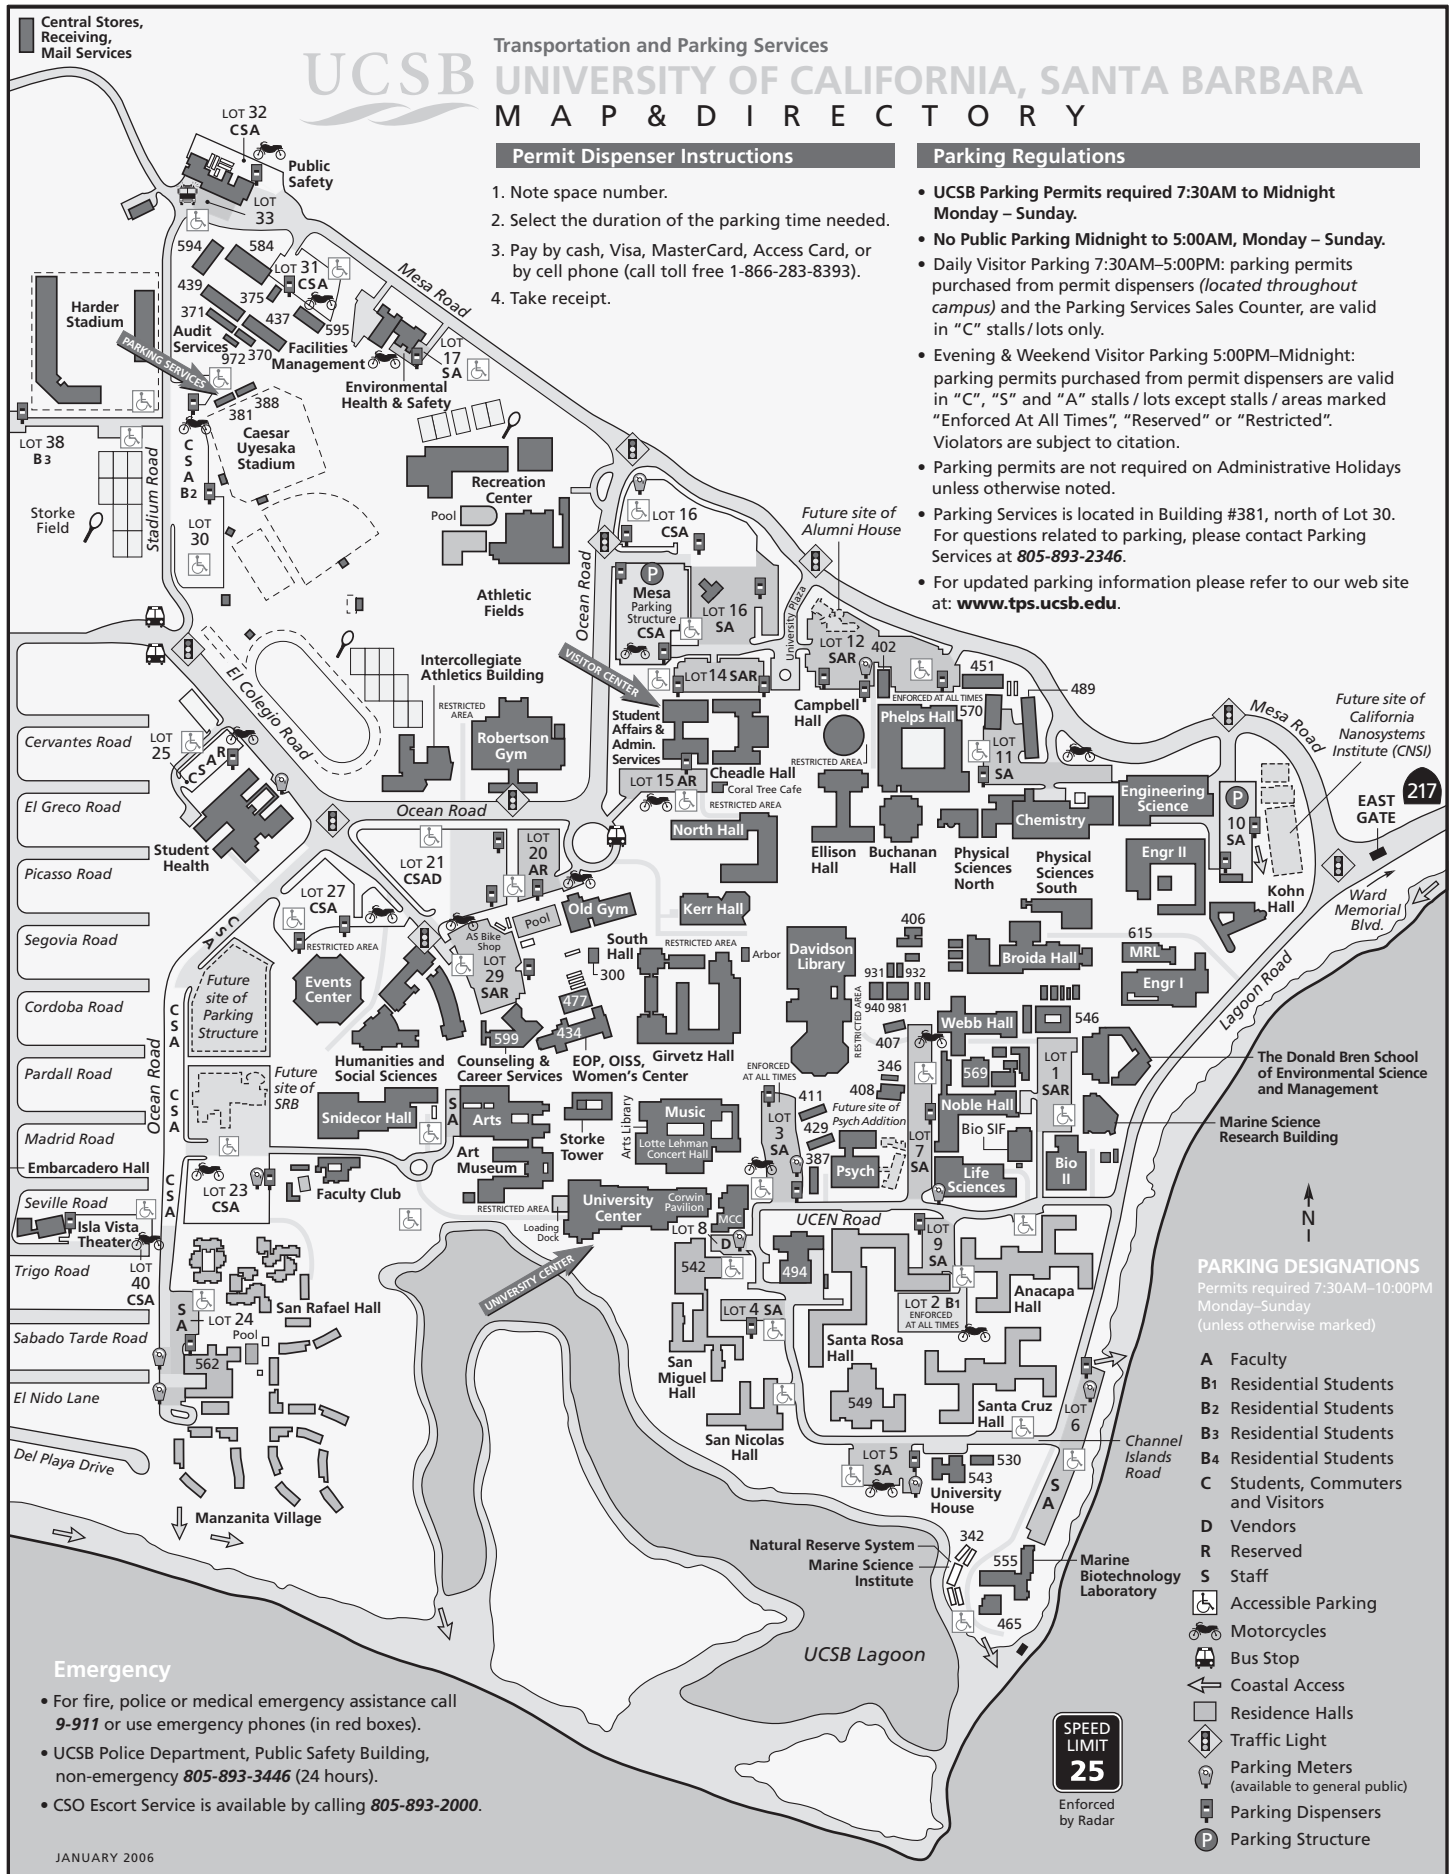 Central Stores,
Receiving,
Mail Services
UCSB
Transportation and Parking Services
UNIVERSITY OF CALIFORNIA, SANTA BARBARA
MAP & DIRECTORY
Permit Dispenser Instructions
1. Note space number.
2. Select the duration of the parking time needed.
3. Pay by cash, Visa, MasterCard, Access Card, or
by cell phone (call toll free 1-866-283-8393).
4. Take receipt.
Parking Regulations
• UCSB Parking Permits required 7:30AM to Midnight
Monday – Sunday.
• No Public Parking Midnight to 5:00AM, Monday – Sunday.
• Daily Visitor Parking 7:30AM–5:00PM: parking permits
purchased from permit dispensers (located throughout
campus) and the Parking Services Sales Counter, are valid
in “C” stalls/lots only.
• Evening & Weekend Visitor Parking 5:00PM–Midnight:
parking permits purchased from permit dispensers are valid
in “C”, “S” and “A” stalls / lots except stalls / areas marked
“Enforced At All Times”, “Reserved” or “Restricted”.
Violators are subject to citation.
• Parking permits are not required on Administrative Holidays
unless otherwise noted.
• Parking Services is located in Building #381, north of Lot 30.
For questions related to parking, please contact Parking
Services at 805-893-2346.
• For updated parking information please refer to our web site
at: www.tps.ucsb.edu.
LOT 32
CSA
Public
Safety
LOT
33
594
584
LOT 31
CSA
439
375
371
437
595
Audit
Services
972
370
Facilities
Management
Mesa Road
LOT
17
SA
Environmental
Health & Safety
Harder
Stadium
PARKING SERVICES
388
381
LOT 38
B3
C
S
A
B2
Caesar
Uyesaka
Stadium
Storke
Field
Stadium Road
LOT
30
Recreation
Center
Pool
Athletic
Fields
Ocean Road
LOT 16
CSA
P
Mesa
Parking
Structure
CSA
LOT 16
SA
University Plaza
Future site of
Alumni House
LOT 12
SAR
402
451
489
ENFORCED AT ALL TIMES
570
VISITOR CENTER
LOT 14 SAR
Intercollegiate
Athletics Building
El Colegio Road
RESTRICTED
AREA
Robertson
Gym
Student
Affairs &
Admin.
Services
Campbell
Hall
Phelps Hall
LOT
11
SA
RESTRICTED AREA
LOT 15 AR
Cheadle Hall
Coral Tree Cafe
RESTRICTED AREA
North Hall
Mesa Road
Future site of
California
Nanosystems
Institute (CNSI)
217
EAST
GATE
P
10
SA
Engineering
Science
Chemistry
Engr II
Kohn
Hall
Ward
Memorial
Blvd.
Cervantes Road
LOT
25
C S A R
El Greco Road
Student
Health
Picasso Road
Segovia Road
Cordoba Road
Pardall Road
Madrid Road
Embarcadero Hall
Seville Road
Isla Vista
Theater
Trigo Road
LOT
40
CSA
Sabado Tarde Road
El Nido Lane
Del Playa Drive
Ocean Road
LOT 21
CSAD
LOT
20
AR
LOT 27
CSA
RESTRICTED AREA
C
S
A
Future
site of
Parking
Structure
Events
Center
AS Bike
Shop
LOT
29
SAR
Pool
Old Gym
Kerr Hall
South
Hall
300
RESTRICTED AREA
Arbor
477
434
599
Girvetz Hall
Humanities and
Social Sciences
Counseling &
Career Services
EOP, OISS,
Women’s Center
Ellison
Hall
Buchanan
Hall
Physical
Sciences
North
Physical
Sciences
South
Davidson
Library
406
931
932
940
981
407
RESTRICTED AREA
Broida Hall
615
MRL
Engr I
Lagoon Road
Webb Hall
546
LOT
1
SAR
569
346
408
411
429
387
ENFORCED
AT ALL TIMES
LOT
3
SA
Future site of
Psych Addition
Psych
LOT
7
SA
Noble Hall
Bio SIF
Life
Sciences
Bio
II
The Donald Bren School
of Environmental Science
and Management
Marine Science
Research Building
C
S
A
Ocean Road
C
S
A
Future
site of
SRB
Snidecor Hall
S
A
Arts
Art
Museum
Storke
Tower
Arts Library
Music
Lotte Lehman
Concert Hall
Faculty Club
LOT 23
CSA
C
S
A
RESTRICTED AREA
Loading
Dock
University
Center
Corwin
Pavilion
MCC
UNIVERSITY CENTER
LOT 8
D
UCEN Road
542
494
LOT
9
SA
LOT 4 SA
LOT 2 B1
ENFORCED
AT ALL TIMES
Anacapa
Hall
Santa Rosa
Hall
San
Miguel
Hall
San Nicolas
Hall
549
Santa Cruz
Hall
LOT
6
S
A
Channel
Islands
Road
LOT 5
SA
530
543
University
House
San Rafael Hall
S
A
LOT 24
Pool
562
Manzanita Village
Natural Reserve System
Marine Science
Institute
342
555
Marine
Biotechnology
Laboratory
465
UCSB Lagoon
N
PARKING DESIGNATIONS
Permits required 7:30AM–10:00PM
Monday–Sunday
(unless otherwise marked)
A Faculty
B1 Residential Students
B2 Residential Students
B3 Residential Students
B4 Residential Students
C Students, Commuters
and Visitors
D Vendors
R Reserved
S Staff
Accessible Parking
Motorcycles
Bus Stop
Coastal Access
Residence Halls
Traffic Light
Parking Meters
(available to general public)
Parking Dispensers
P Parking Structure
SPEED
LIMIT
25
Enforced
by Radar
Emergency
• For fire, police or medical emergency assistance call
9-911 or use emergency phones (in red boxes).
• UCSB Police Department, Public Safety Building,
non-emergency 805-893-3446 (24 hours).
• CSO Escort Service is available by calling 805-893-2000.
JANUARY 2006